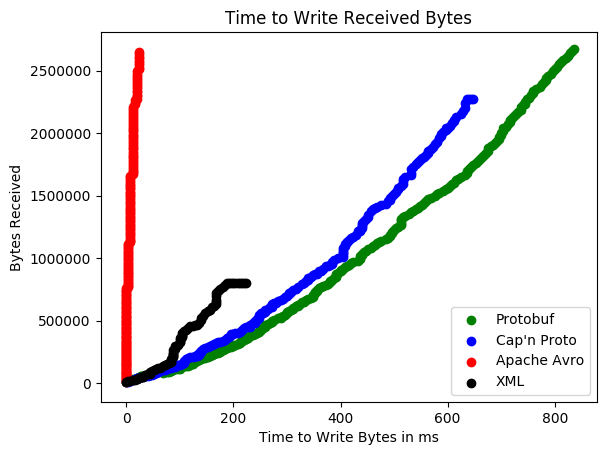 Time to Write Received Bytes
Bytes Received
2500000
2000000
1500000
1000000
500000
0
0 200 400 600 800
Time to Write Bytes in ms
Protobuf
Cap'n Proto
Apache Avro
XML